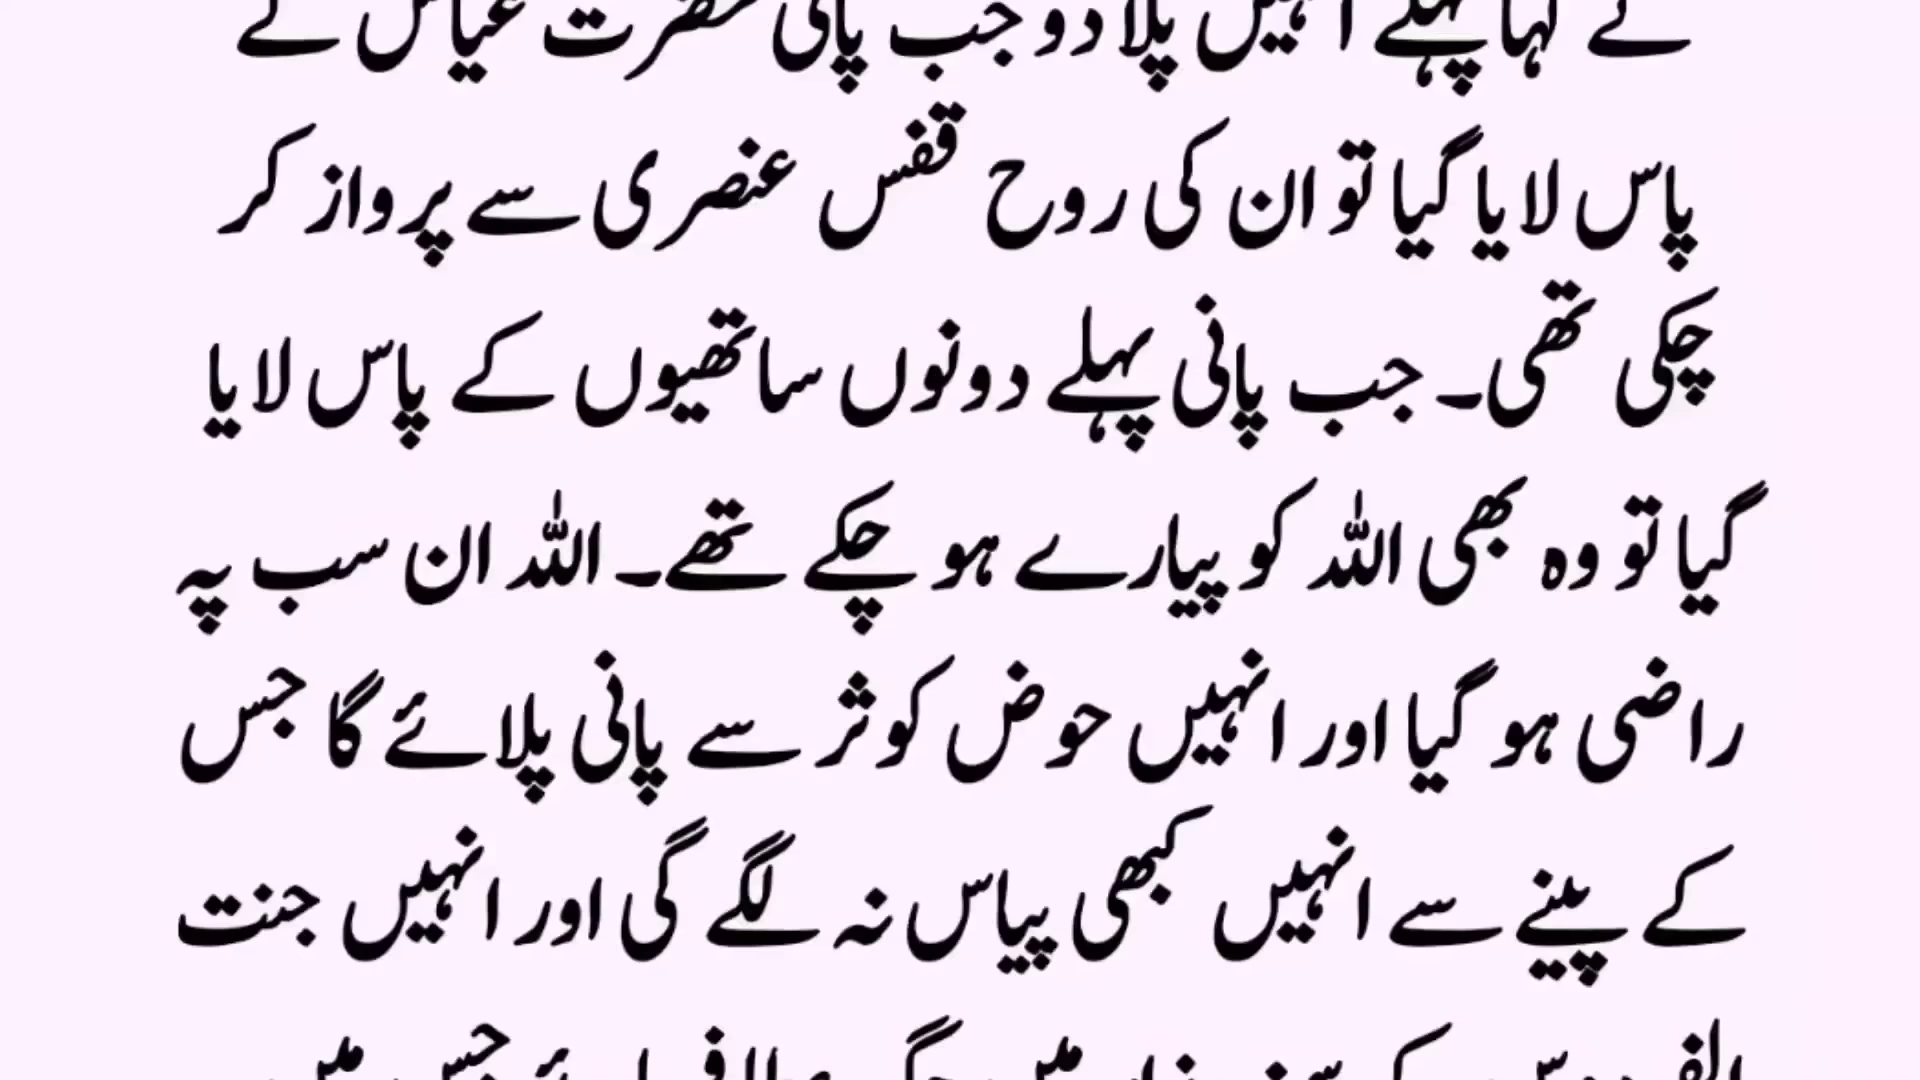 نے کہا پہلے انہیں پلا دو جب پانی حضرت عیاس کے
پاس لایا گیا تو ان کی روح قفس عنصری سے پرواز کر
چکی تھی۔ جب پانی پہلے دونوں ساتھیوں کے پاس لایا
گیا تو وہ بھی اللہ کو پیارے ہو چکے تھے۔ اللہ ان سب پہ
راضی ہو گیا اور انہیں حوض کوثر سے پانی پلائے گا جس
کے پینے سے انہیں کبھی پیاس نہ لگے گی اور انہیں جنت